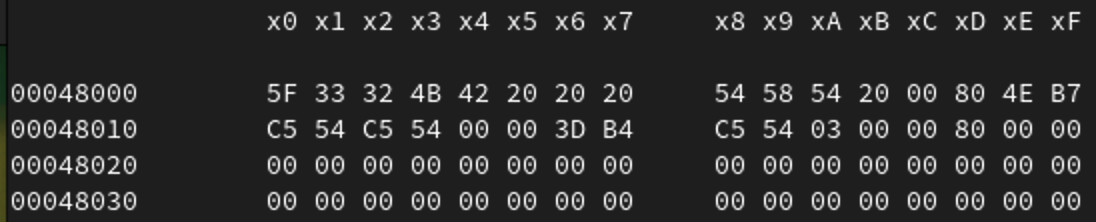 x0 x1 x2 x3 x4 x5 x6 x7 x8 x9 xA xB xC xD xE xF
00048000 5F 33 32 4B 42 20 20 20 54 58 54 20 00 80 4E B7
00048010 C5 54 C5 54 00 00 3D B4 C5 54 03 00 00 80 00 00
00048020 00 00 00 00 00 00 00 00 00 00 00 00 00 00 00 00
00048030 00 00 00 00 00 00 00 00 00 00 00 00 00 00 00 00